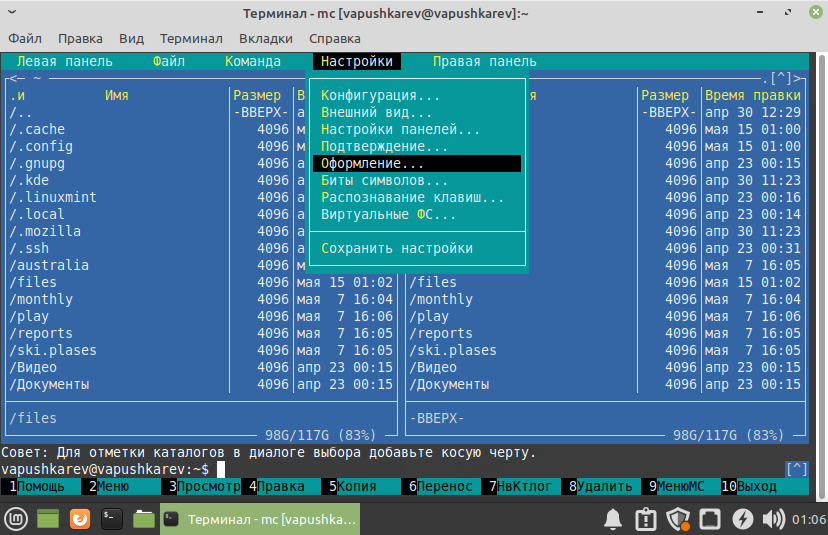 Терминал - mc [vapushkarev@vapushkarev]:~
Файл Правка Вид Терминал Вкладки Справка
Левая панель Файл Команда Настройки Правая панель
<— ~ .[^]>
.и Имя Размер В я Размер Время правки
/.. -ВВЕРХ- а -ВВЕРХ- апр 30 12:29
/.cache 4096 м 4096 мая 15 01:00
/.config 4096 м 4096 мая 15 01:00
/.gnupg 4096 а 4096 апр 23 00:15
/.kde 4096 а 4096 апр 30 11:23
/.linuxmint 4096 а 4096 апр 23 00:16
/.local 4096 а 4096 апр 23 00:14
/.mozilla 4096 а 4096 апр 30 11:23
/.ssh 4096 а 4096 апр 23 00:31
/australia 4096 м 4096 мая 7 16:05
/files 4096 мая 15 01:02 /files 4096 мая 15 01:02
/monthly 4096 мая 7 16:04 /monthly 4096 мая 7 16:04
/play 4096 мая 7 16:06 /play 4096 мая 7 16:06
/reports 4096 мая 7 16:05 /reports 4096 мая 7 16:05
/ski.plases 4096 мая 7 16:05 /ski.plases 4096 мая 7 16:05
/Видео 4096 апр 23 00:15 /Видео 4096 апр 23 00:15
/Документы 4096 апр 23 00:15 /Документы 4096 апр 23 00:15
Конфигурация...
Внешний вид...
Настройки панелей...
Подтверждение...
Оформление...
Биты символов...
Распознавание клавиш...
Виртуальные ФС...
Сохранить настройки
/files -ВВЕРХ-
98G/117G (83%) 98G/117G (83%)
Совет: Для отметки каталогов в диалоге выбора добавьте косую черту.
vapushkarev@vapushkarev:~$ [^]
1Помощь 2Меню 3Просмотр 4Правка 5Копия 6Перенос 7НвКтлог 8Удалить 9МенюМС 10Выход
Терминал - mc [vapushka... 01:06